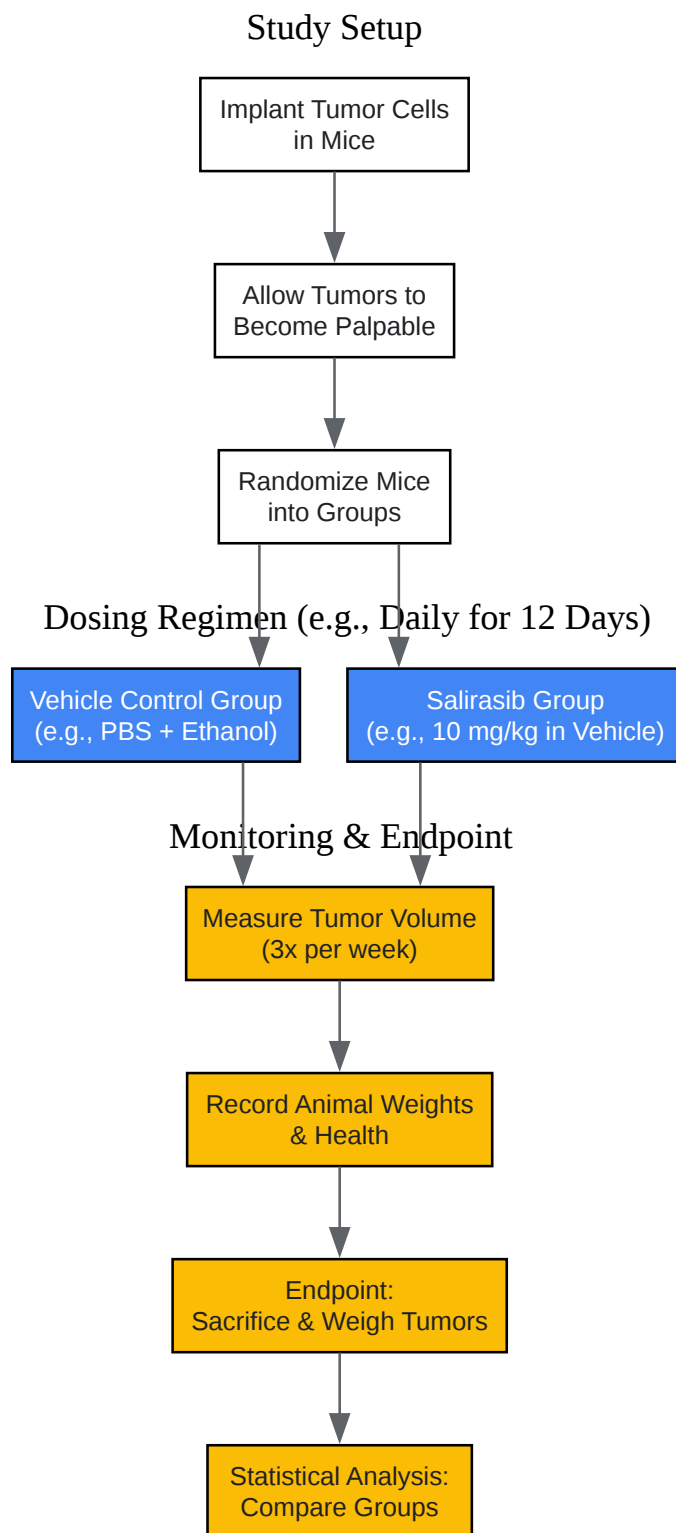 Study Setup
Implant Tumor Cells
in Mice
Allow Tumors to
Become Palpable
Randomize Mice
into Groups
Dosing Regimen (e.g., Daily for 12 Days)
Vehicle Control Group
(e.g., PBS + Ethanol)
Salirasib Group
(e.g., 10 mg/kg in Vehicle)
Monitoring & Endpoint
Measure Tumor Volume
(3x per week)
Record Animal Weights
& Health
Endpoint:
Sacrifice & Weigh Tumors
Statistical Analysis:
Compare Groups